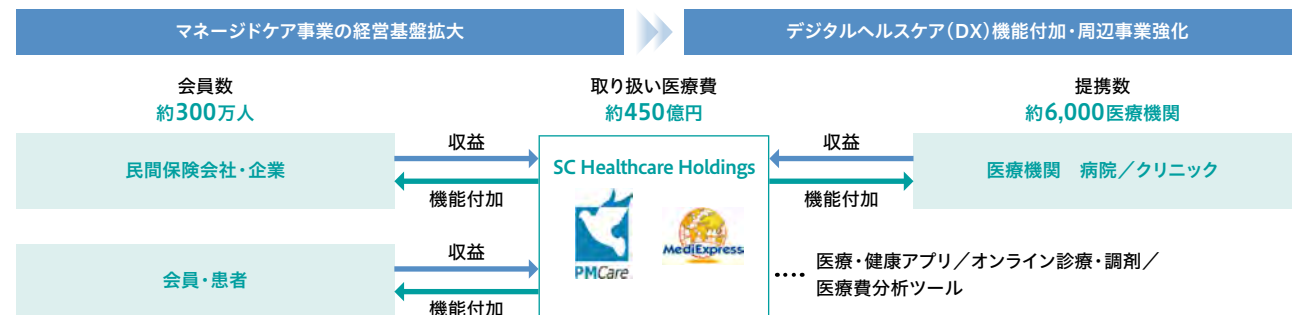 マネージドケア事業の経営基盤拡大
デジタルヘルスケア(DX)機能付加・周辺事業強化
会員数
約300万人
取り扱い医療費
約450億円
提携数
約6,000医療機関
民間保険会社・企業
収益
機能付加
SC Healthcare Holdings
PMCare
MediExpress
収益
機能付加
医療機関 病院／クリニック
会員・患者
収益
機能付加
医療・健康アプリ／オンライン診療・調剤／
医療費分析ツール